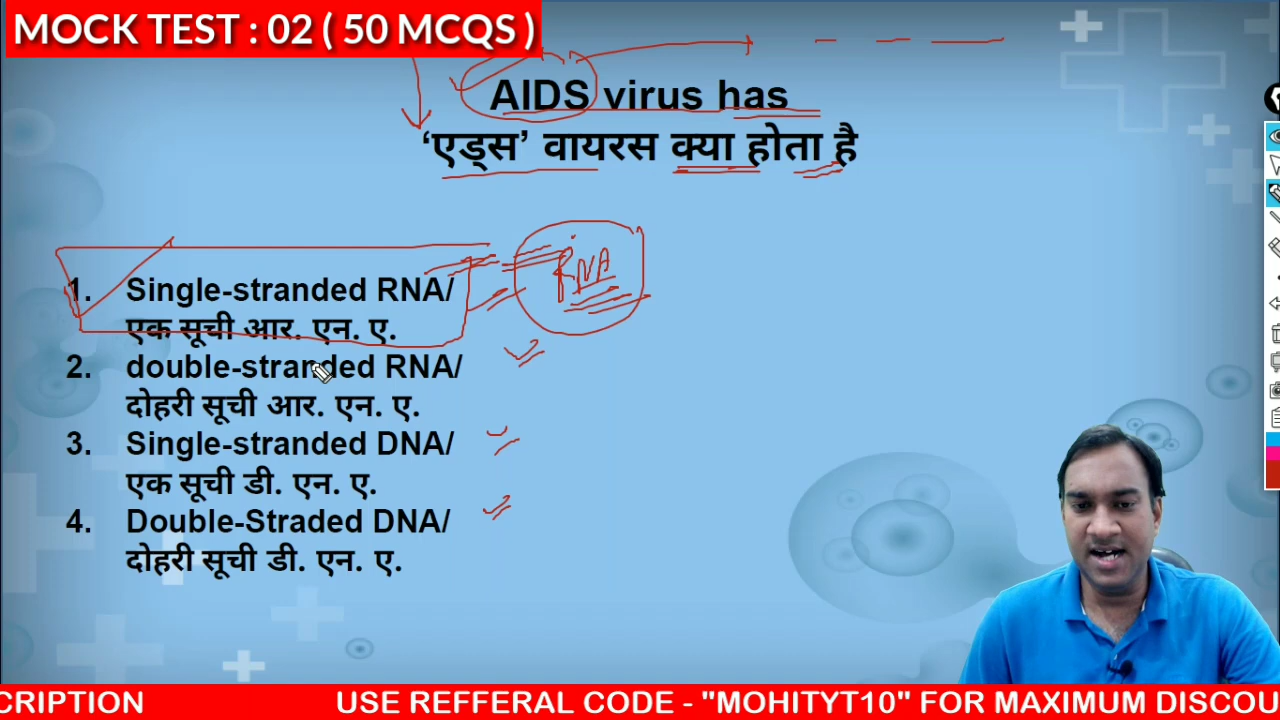 MOCK TEST : 02 ( 50 MCQS )
AIDS virus has
‘एड्स’ वायरस क्या होता है
RNA
1. Single-stranded RNA/
एक सूची आर. एन. ए.
2. double-stranded RNA/
दोहरी सूची आर. एन. ए.
3. Single-stranded DNA/
एक सूची डी. एन. ए.
4. Double-Straded DNA/
दोहरी सूची डी. एन. ए.
CRIPTION USE REFFERAL CODE - "MOHITYT10" FOR MAXIMUM DISCOU